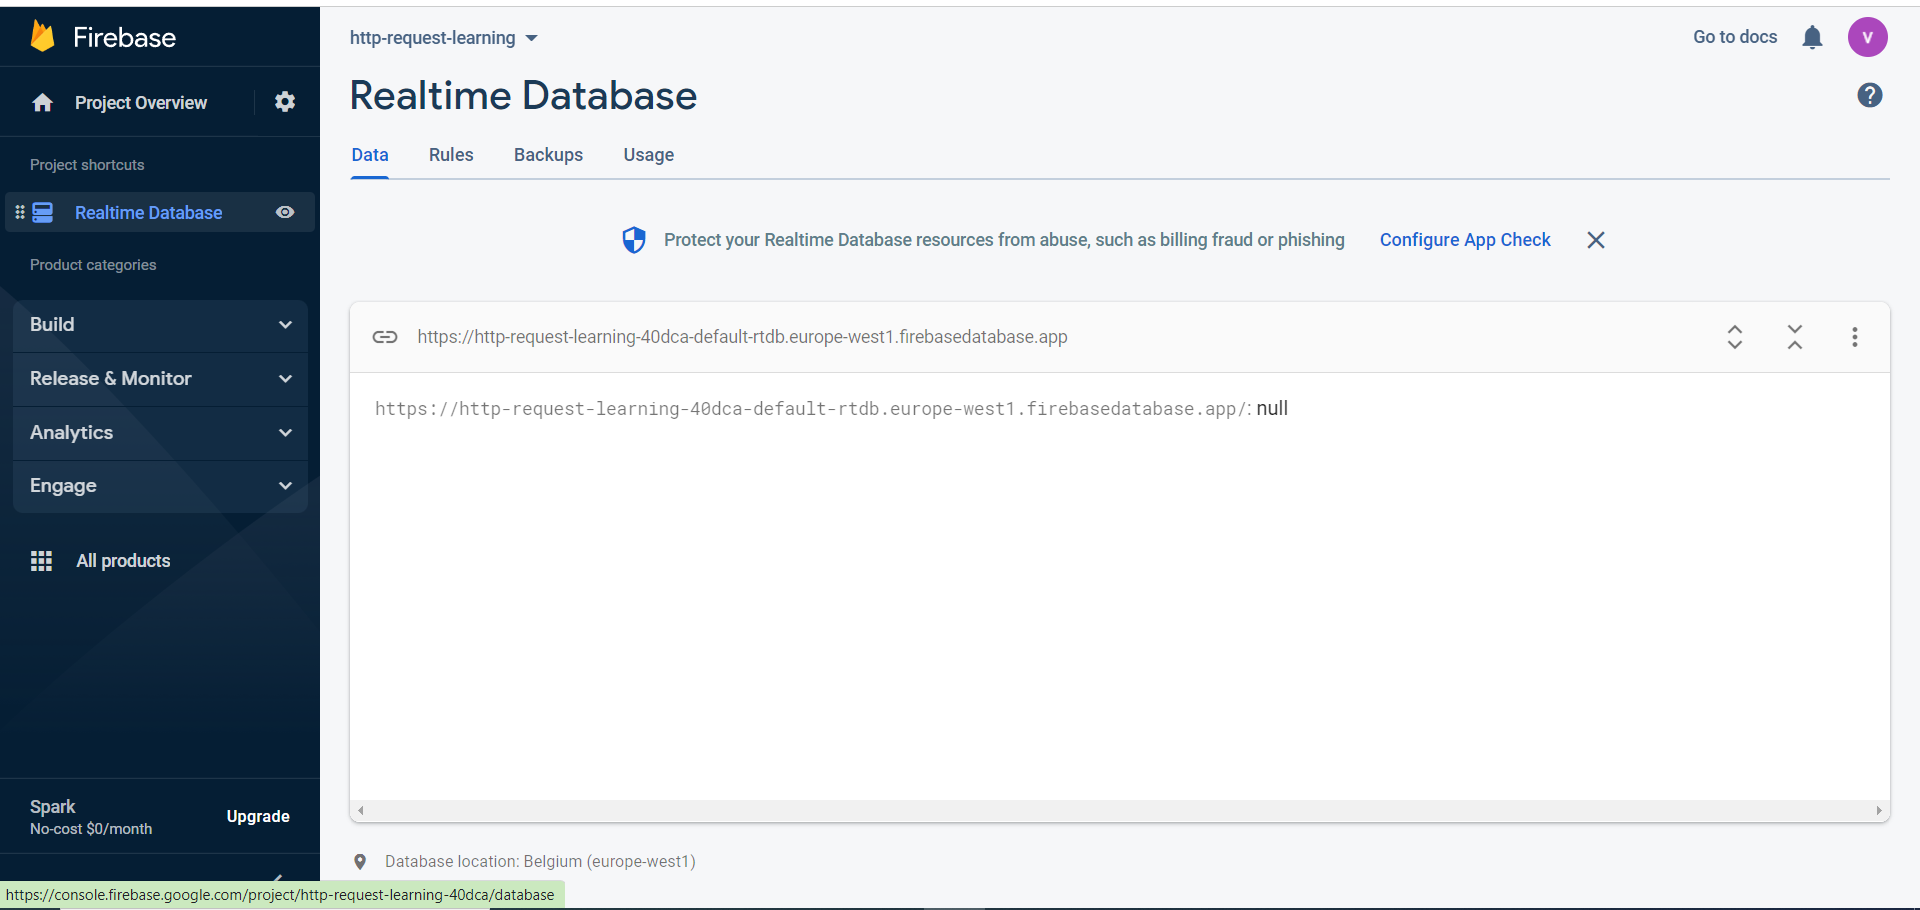 Firebase
http-request-learning
Go to docs
V
Project Overview
Realtime Database
?
Project shortcuts
Data Rules Backups Usage
Realtime Database
Protect your Realtime Database resources from abuse, such as billing fraud or phishing Configure App Check
Product categories
Build
Release & Monitor
Analytics
Engage
All products
https://http-request-learning-40dca-default-rtdb.europe-west1.firebasedatabase.app
https://http-request-learning-40dca-default-rtdb.europe-west1.firebasedatabase.app/: null
Spark
No-cost $0/month
Upgrade
Database location: Belgium (europe-west1)
https://console.firebase.google.com/project/http-request-learning-40dca/database